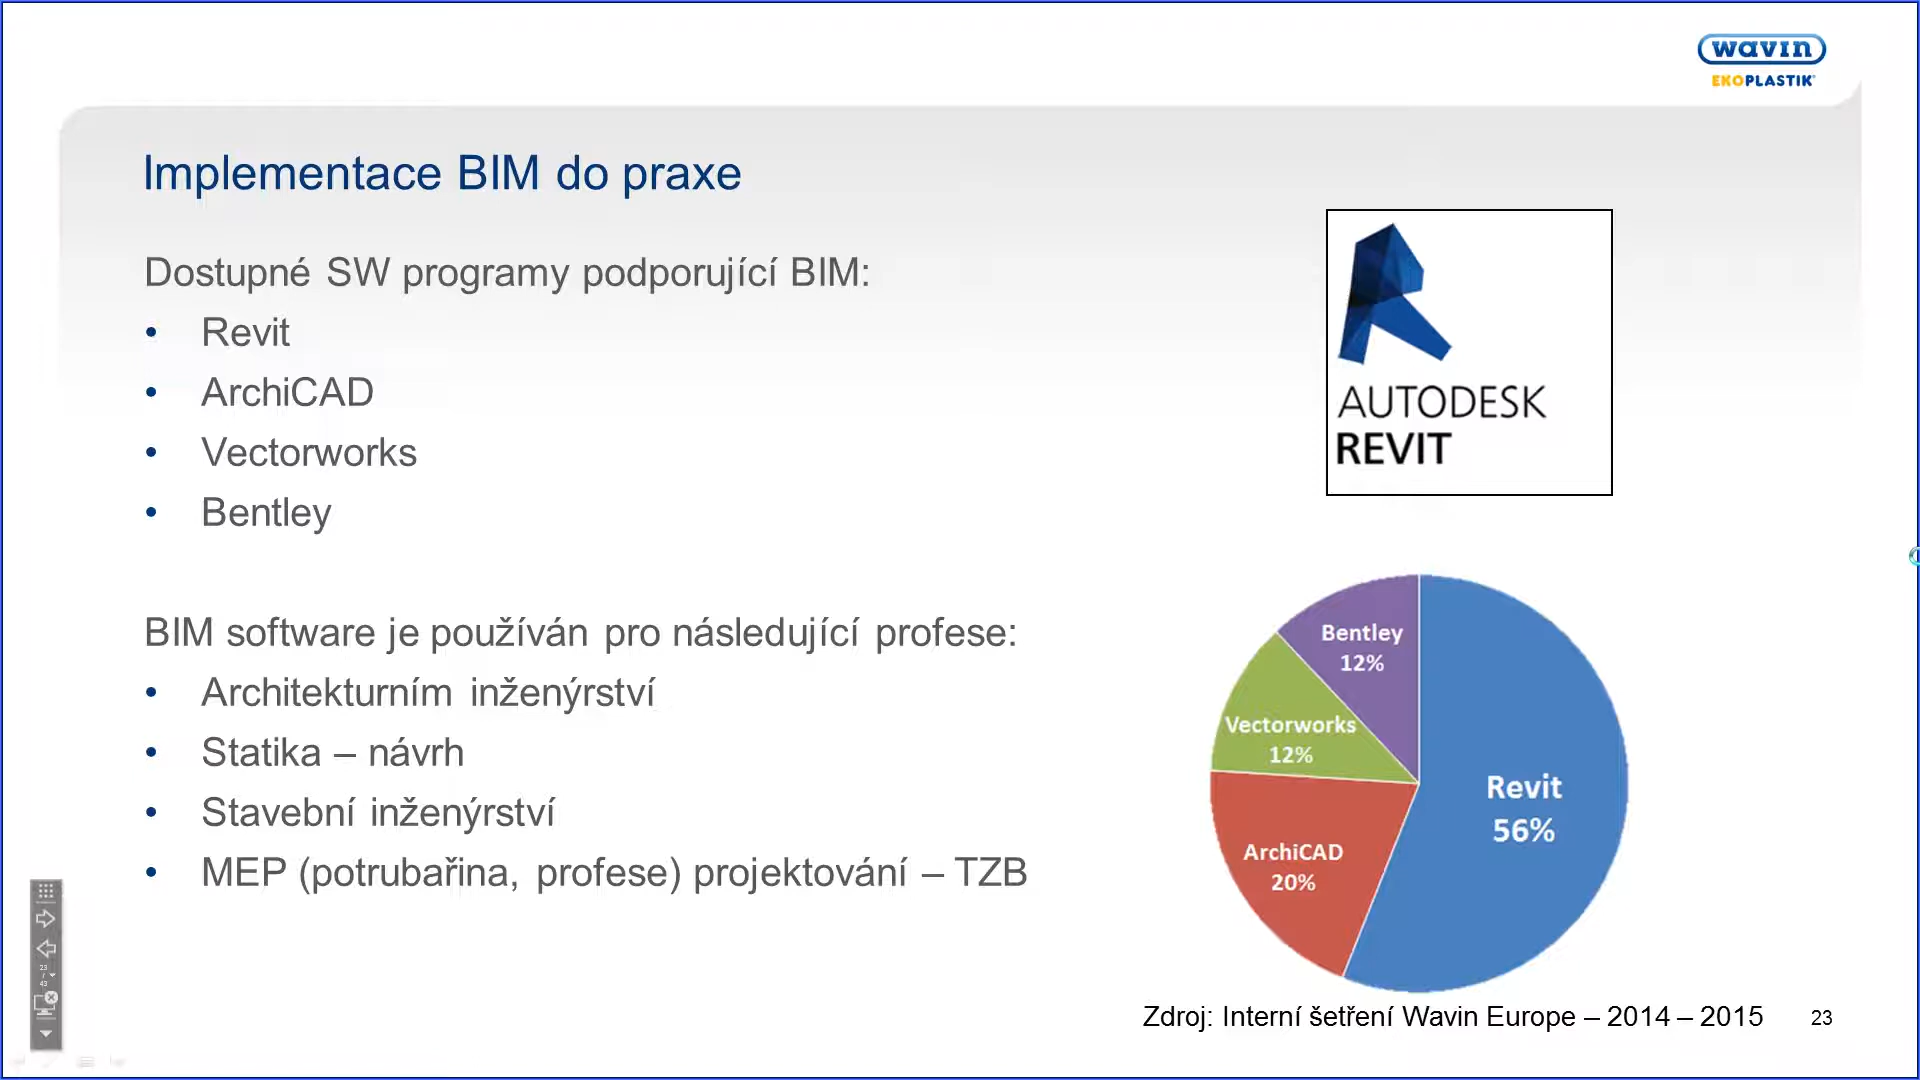 wavin
EKOPLASTIK
Implementace BIM do praxe
Dostupné SW programy podporující BIM:
• Revit
• ArchiCAD
• Vectorworks
• Bentley
AUTODESK
REVIT
BIM software je používán pro následující profese:
• Architekturním inženýrství
• Statika – návrh
• Stavební inženýrství
• MEP (potrubařina, profese) projektování – TZB
Bentley
12%
Vectorworks
12%
Revit
56%
ArchiCAD
20%
23
/
43
Zdroj: Interní šetření Wavin Europe – 2014 – 2015
23